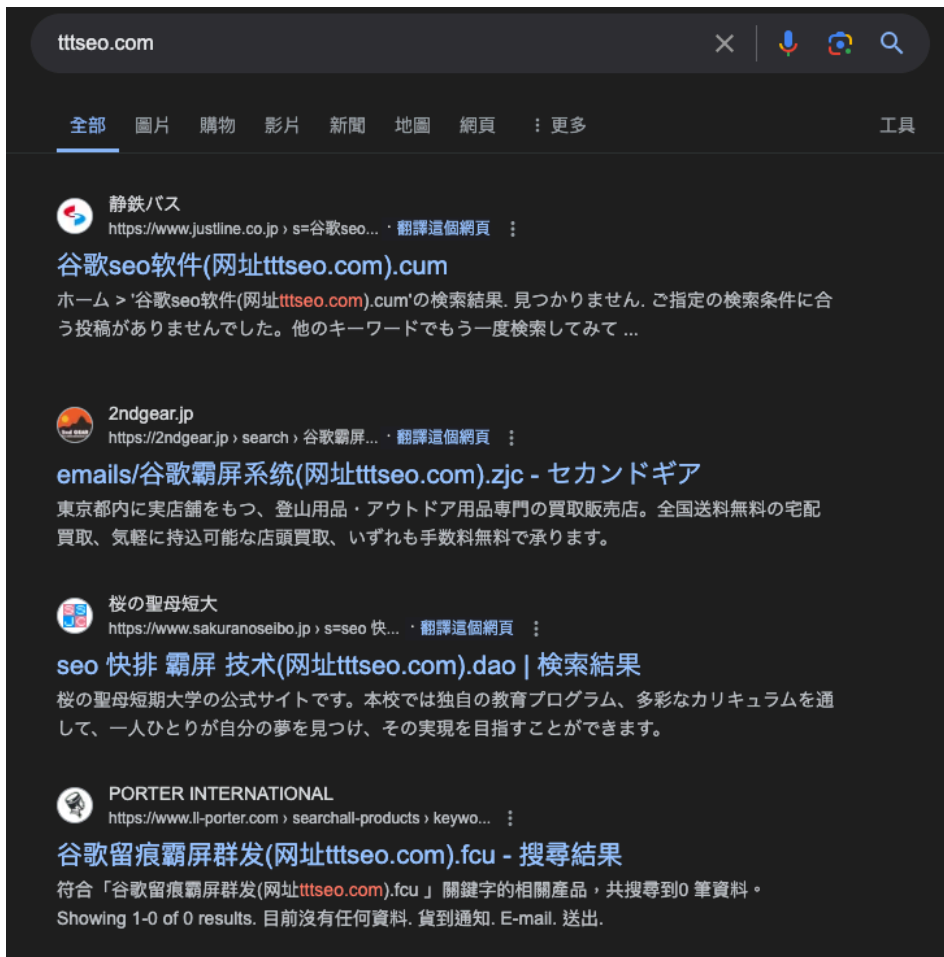 tttseo.com
全部 圖片 購物 影片 新聞 地圖 網頁 更多 工具
静鉄バス
https://www.justline.co.jp › s=谷歌seo... · 翻譯這個網頁
谷歌seo软件(网址tttseo.com).cum
ホーム > '谷歌seo软件(网址tttseo.com).cum'の検索結果. 見つかりません. ご指定の検索条件に合
う投稿がありませんでした。他のキーワードでもう一度検索してみて ...
2ndgear.jp
https://2ndgear.jp › search › 谷歌霸屏... · 翻譯這個網頁
emails/谷歌霸屏系统(网址tttseo.com).zjc - セカンドギア
東京都内に実店舗をもつ、登山用品・アウトドア用品専門の買取販売店。全国送料無料の宅配
買取、気軽に持込可能な店頭買取、いずれも手数料無料で承ります。
桜の聖母短大
https://www.sakuranoseibo.jp › s=seo 快... · 翻譯這個網頁
seo 快排 霸屏 技术(网址tttseo.com).dao | 検索結果
桜の聖母短期大学の公式サイトです。本校では独自の教育プログラム、多彩なカリキュラムを通
して、一人ひとりが自分の夢を見つけ、その実現を目指すことができます。
PORTER INTERNATIONAL
https://www.ll-porter.com › searchall-products › keywo...
谷歌留痕霸屏群发(网址tttseo.com).fcu - 搜尋結果
符合「谷歌留痕霸屏群发(网址tttseo.com).fcu 」關鍵字的相關產品，共搜尋到0 筆資料。
Showing 1-0 of 0 results. 目前沒有任何資料. 貨到通知. E-mail. 送出.